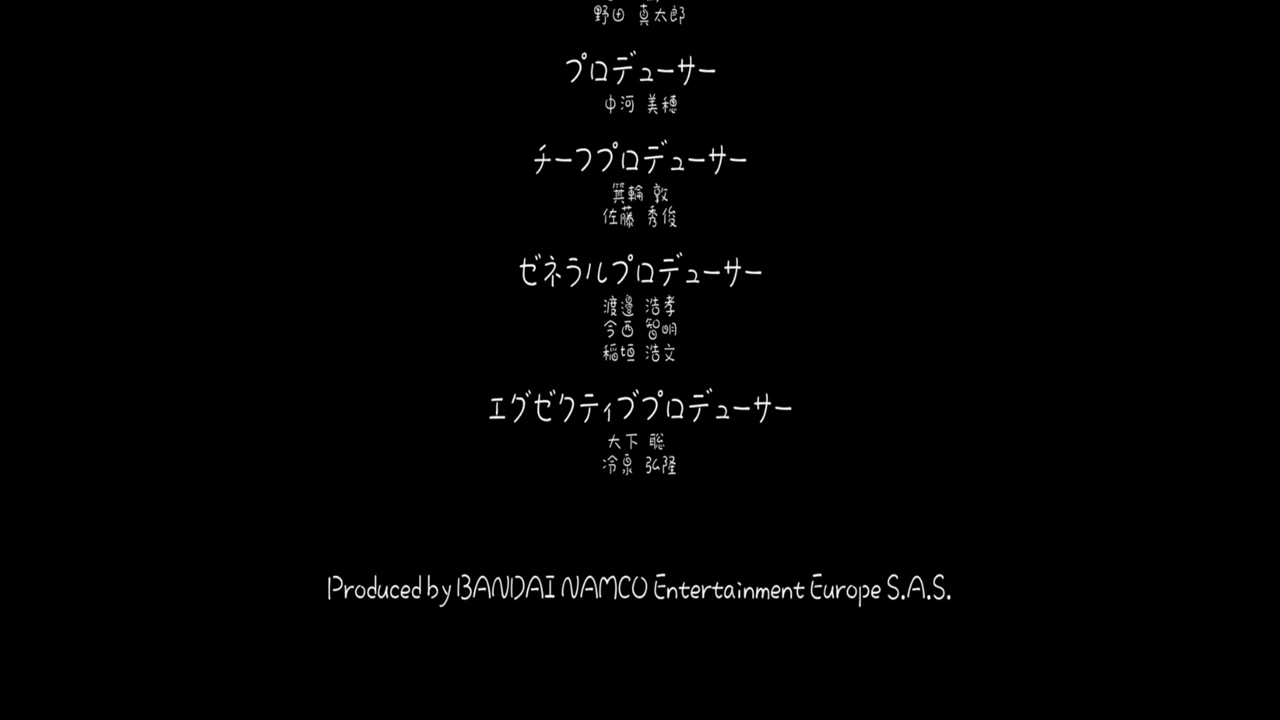 野田 真太郎
プロデューサー
中河 美穂
チーフプロデューサー
箕輪 敦
佐藤 秀俊
ゼネラルプロデューサー
渡邉 浩孝
今西 智明
稲垣 浩文
エグゼクティブプロデューサー
大下 聡
冷泉 弘隆
Produced by BANDAI NAMCO Entertainment Europe S.A.S.